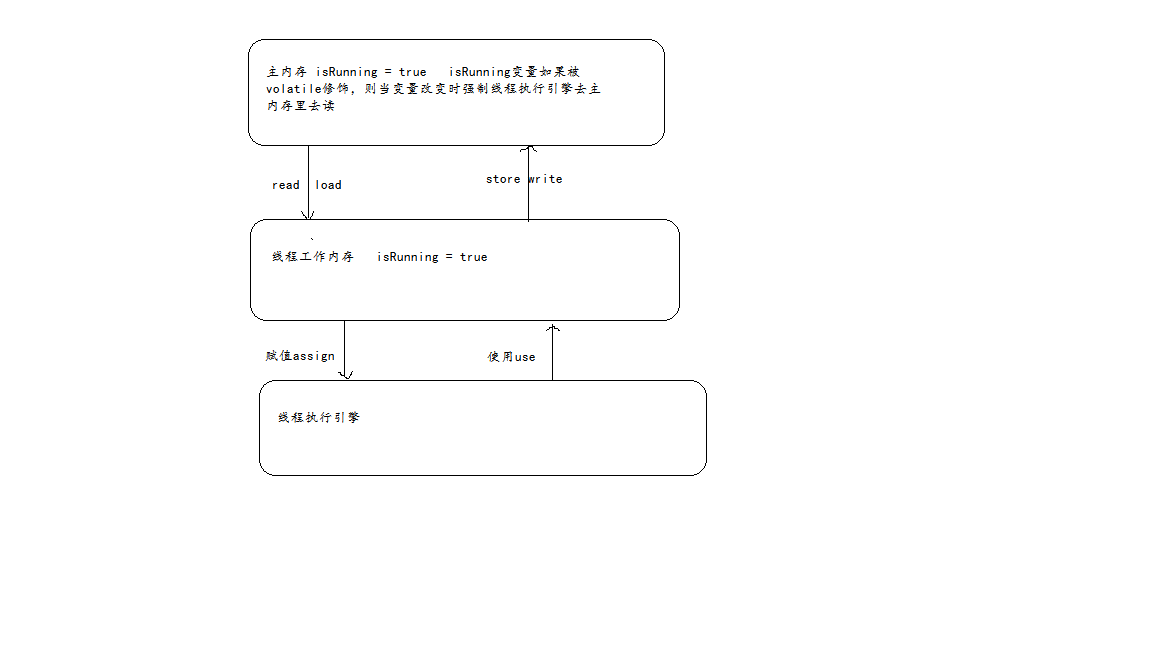 主内存 isRunning = true   isRunning变量如果被
volatile修饰，则当变量改变时强制线程执行引擎去主
内存里去读
read load
store write
线程工作内存   isRunning = true
赋值assign
使用use
线程执行引擎